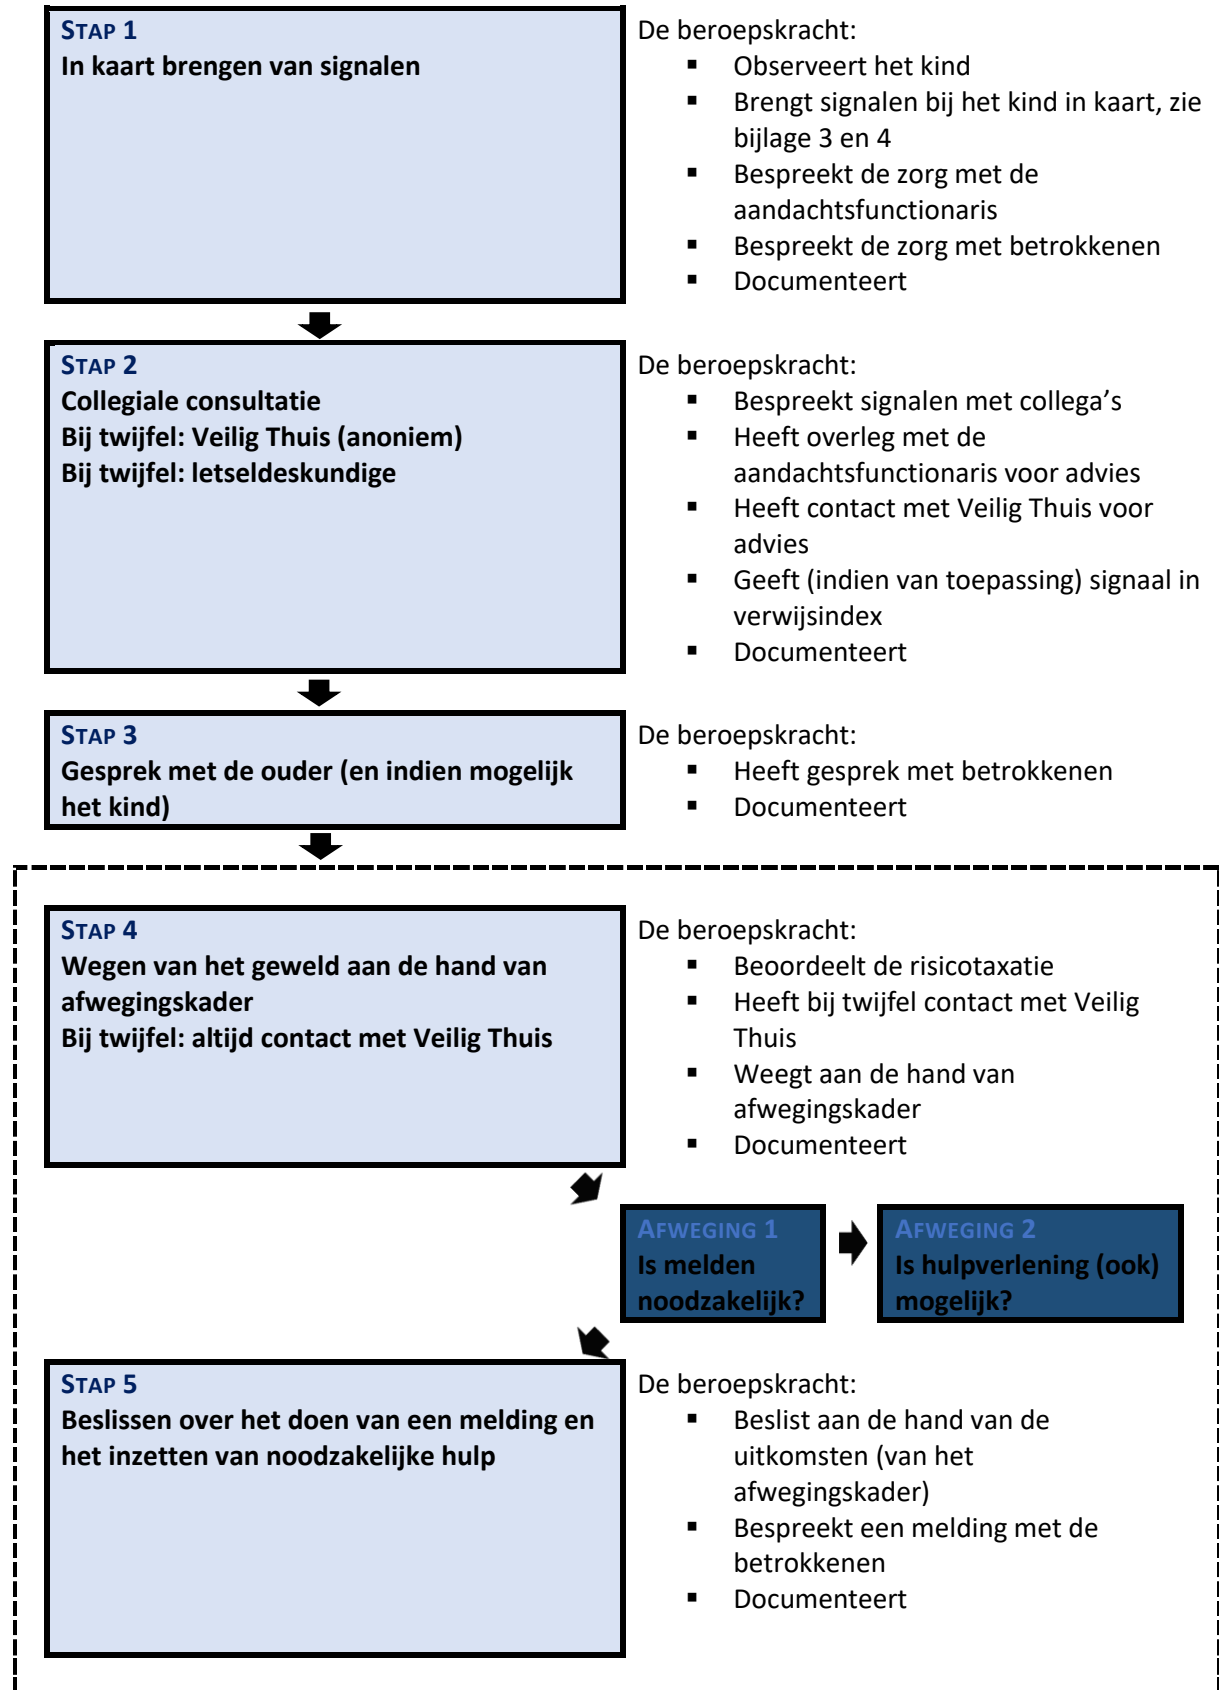 STAP 1
In kaart brengen van signalen
De beroepskracht:
▪ Observeert het kind
▪ Brengt signalen bij het kind in kaart, zie
bijlage 3 en 4
▪ Bespreekt de zorg met de
aandachtsfunctionaris
▪ Bespreekt de zorg met betrokkenen
▪ Documenteert
STAP 2
Collegiale consultatie
Bij twijfel: Veilig Thuis (anoniem)
Bij twijfel: letseldeskundige
De beroepskracht:
▪ Bespreekt signalen met collega’s
▪ Heeft overleg met de
aandachtsfunctionaris voor advies
▪ Heeft contact met Veilig Thuis voor
advies
▪ Geeft (indien van toepassing) signaal in
verwijsindex
▪ Documenteert
STAP 3
Gesprek met de ouder (en indien mogelijk
het kind)
De beroepskracht:
▪ Heeft gesprek met betrokkenen
▪ Documenteert
STAP 4
Wegen van het geweld aan de hand van
afwegingskader
Bij twijfel: altijd contact met Veilig Thuis
De beroepskracht:
▪ Beoordeelt de risicotaxatie
▪ Heeft bij twijfel contact met Veilig
Thuis
▪ Weegt aan de hand van
afwegingskader
▪ Documenteert
AFWEGING 1
Is melden
noodzakelijk?
AFWEGING 2
Is hulpverlening (ook)
mogelijk?
STAP 5
Beslissen over het doen van een melding en
het inzetten van noodzakelijke hulp
De beroepskracht:
▪ Beslist aan de hand van de
uitkomsten (van het
afwegingskader)
▪ Bespreekt een melding met de
betrokkenen
▪ Documenteert